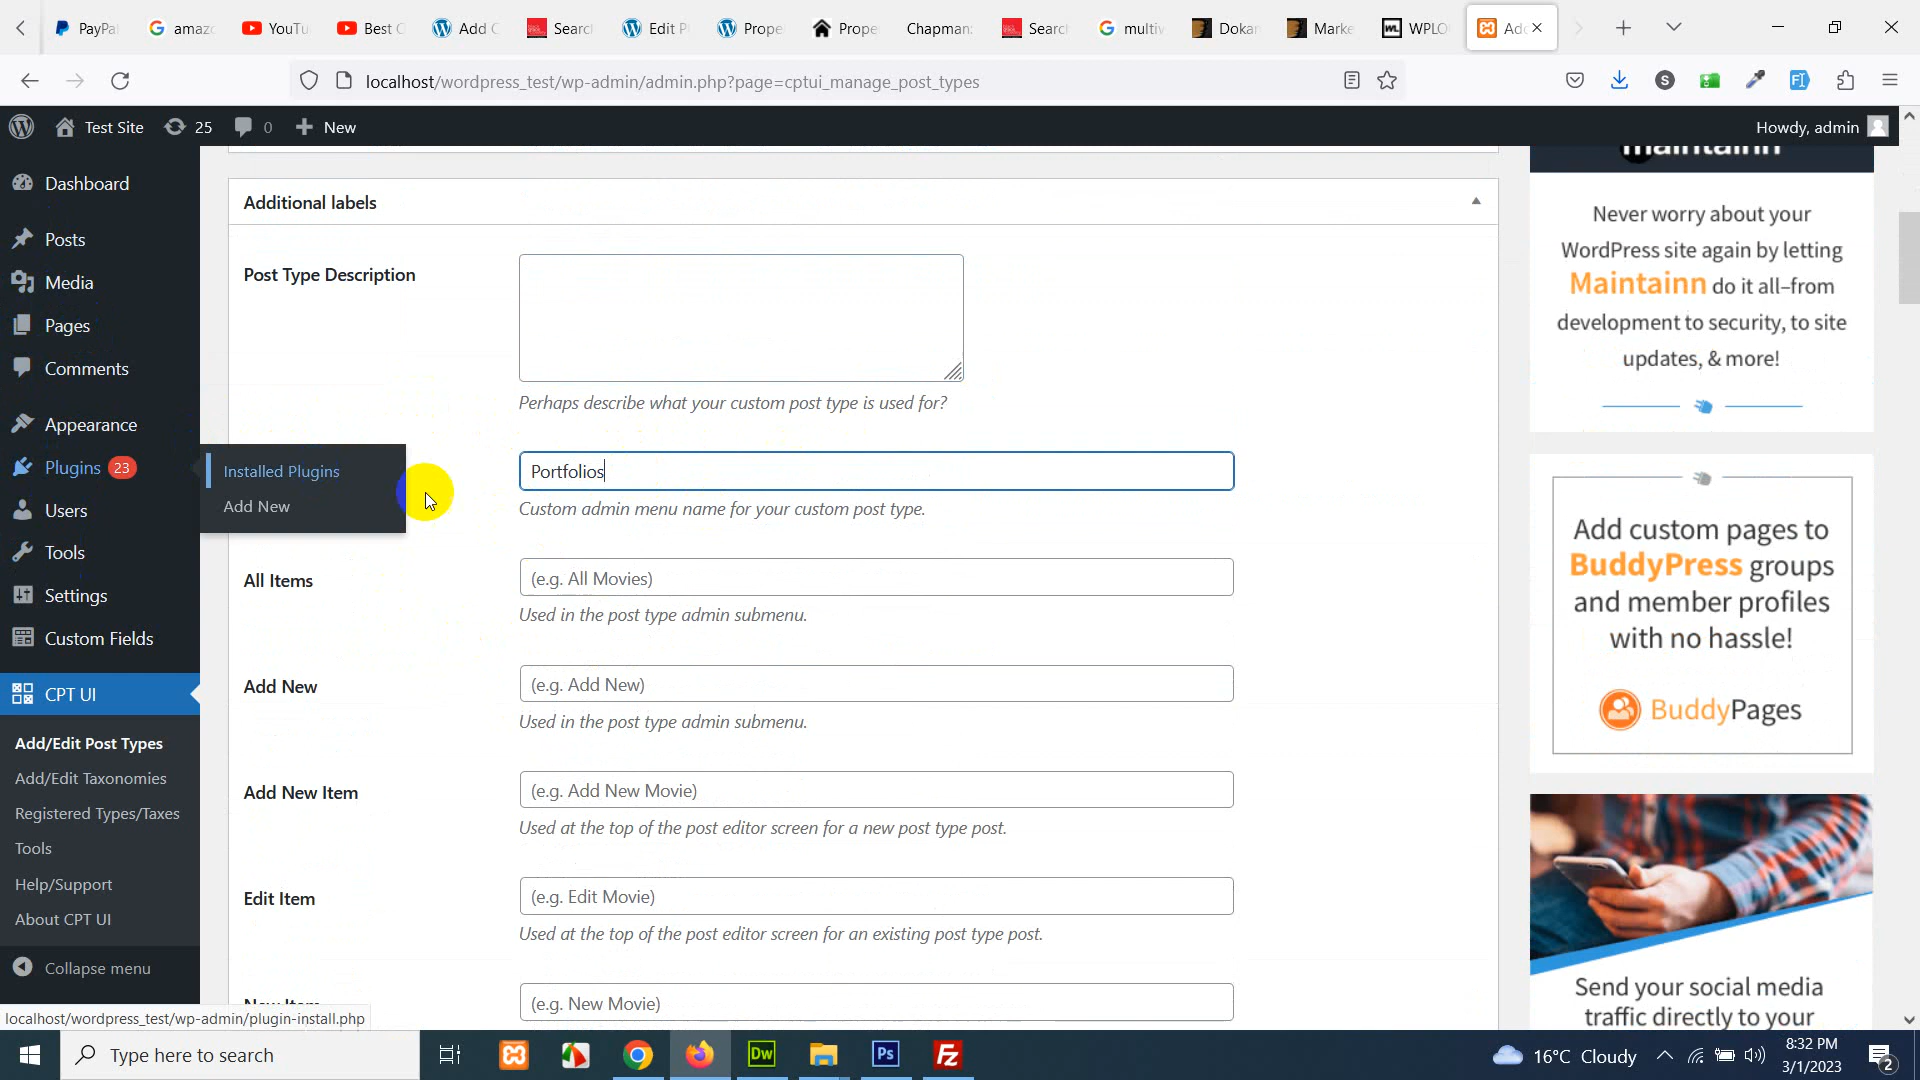 PayPal
amazo
YouTu
Best C
Add C
Search
Edit P
Prope
Prope
Chapman:
Search
multiv
Dokan
Marke
WPLO
Add
localhost/wordpress_test/wp-admin/admin.php?page=cptui_manage_post_types
Test Site
25
0
New
Howdy, admin
Dashboard
Posts
Media
Pages
Comments
Appearance
Plugins 23
Installed Plugins
Add New
Users
Tools
Settings
Custom Fields
CPT UI
Add/Edit Post Types
Add/Edit Taxonomies
Registered Types/Taxes
Tools
Help/Support
About CPT UI
Collapse menu
localhost/wordpress_test/wp-admin/plugin-install.php
Additional labels
Post Type Description
Perhaps describe what your custom post type is used for?
Portfolios
Custom admin menu name for your custom post type.
All Items
(e.g. All Movies)
Used in the post type admin submenu.
Add New
(e.g. Add New)
Used in the post type admin submenu.
Add New Item
(e.g. Add New Movie)
Used at the top of the post editor screen for a new post type post.
Edit Item
(e.g. Edit Movie)
Used at the top of the post editor screen for an existing post type post.
New Item
(e.g. New Movie)
maintainn
Never worry about your
WordPress site again by letting
Maintainn do it all–from
development to security, to site
updates, & more!
Add custom pages to
BuddyPress groups
and member profiles
with no hassle!
BuddyPages
Send your social media
traffic directly to your
Type here to search
Dw
Ps
Fz
16°C Cloudy
8:32 PM
3/1/2023
2